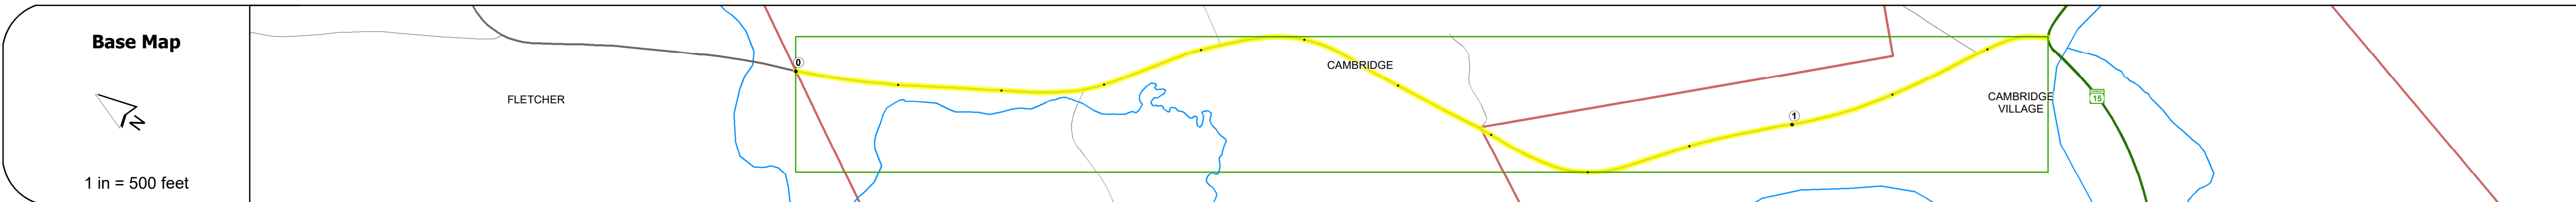 Base Map
N
1 in = 500 feet
FLETCHER
0
CAMBRIDGE
1
CAMBRIDGE
VILLAGE
15